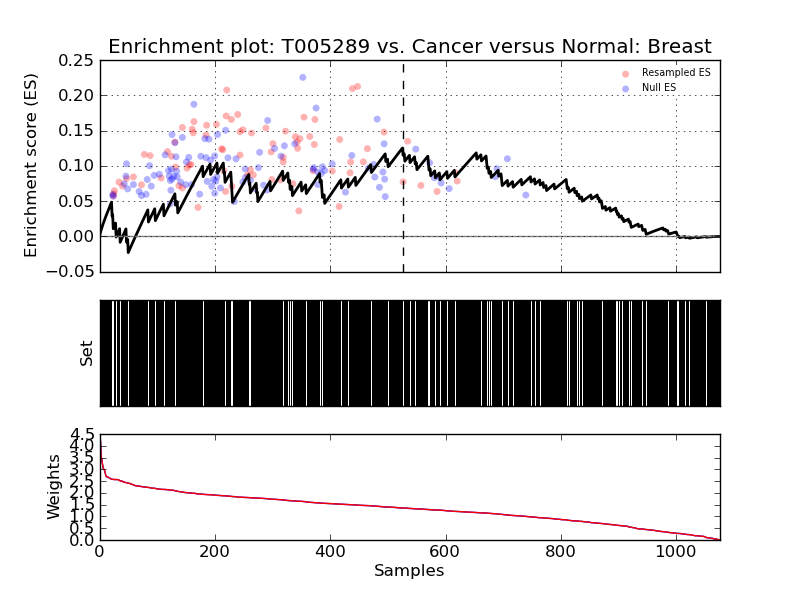 Enrichment plot: T005289 vs. Cancer versus Normal: Breast
Enrichment score (ES)
0.25
0.20
0.15
0.10
0.05
0.00
−0.05
Resampled ES
Null ES
Set
Weights
4.5
4.0
3.5
3.0
2.5
2.0
1.5
1.0
0.5
0.0
0 200 400 600 800 1000
Samples